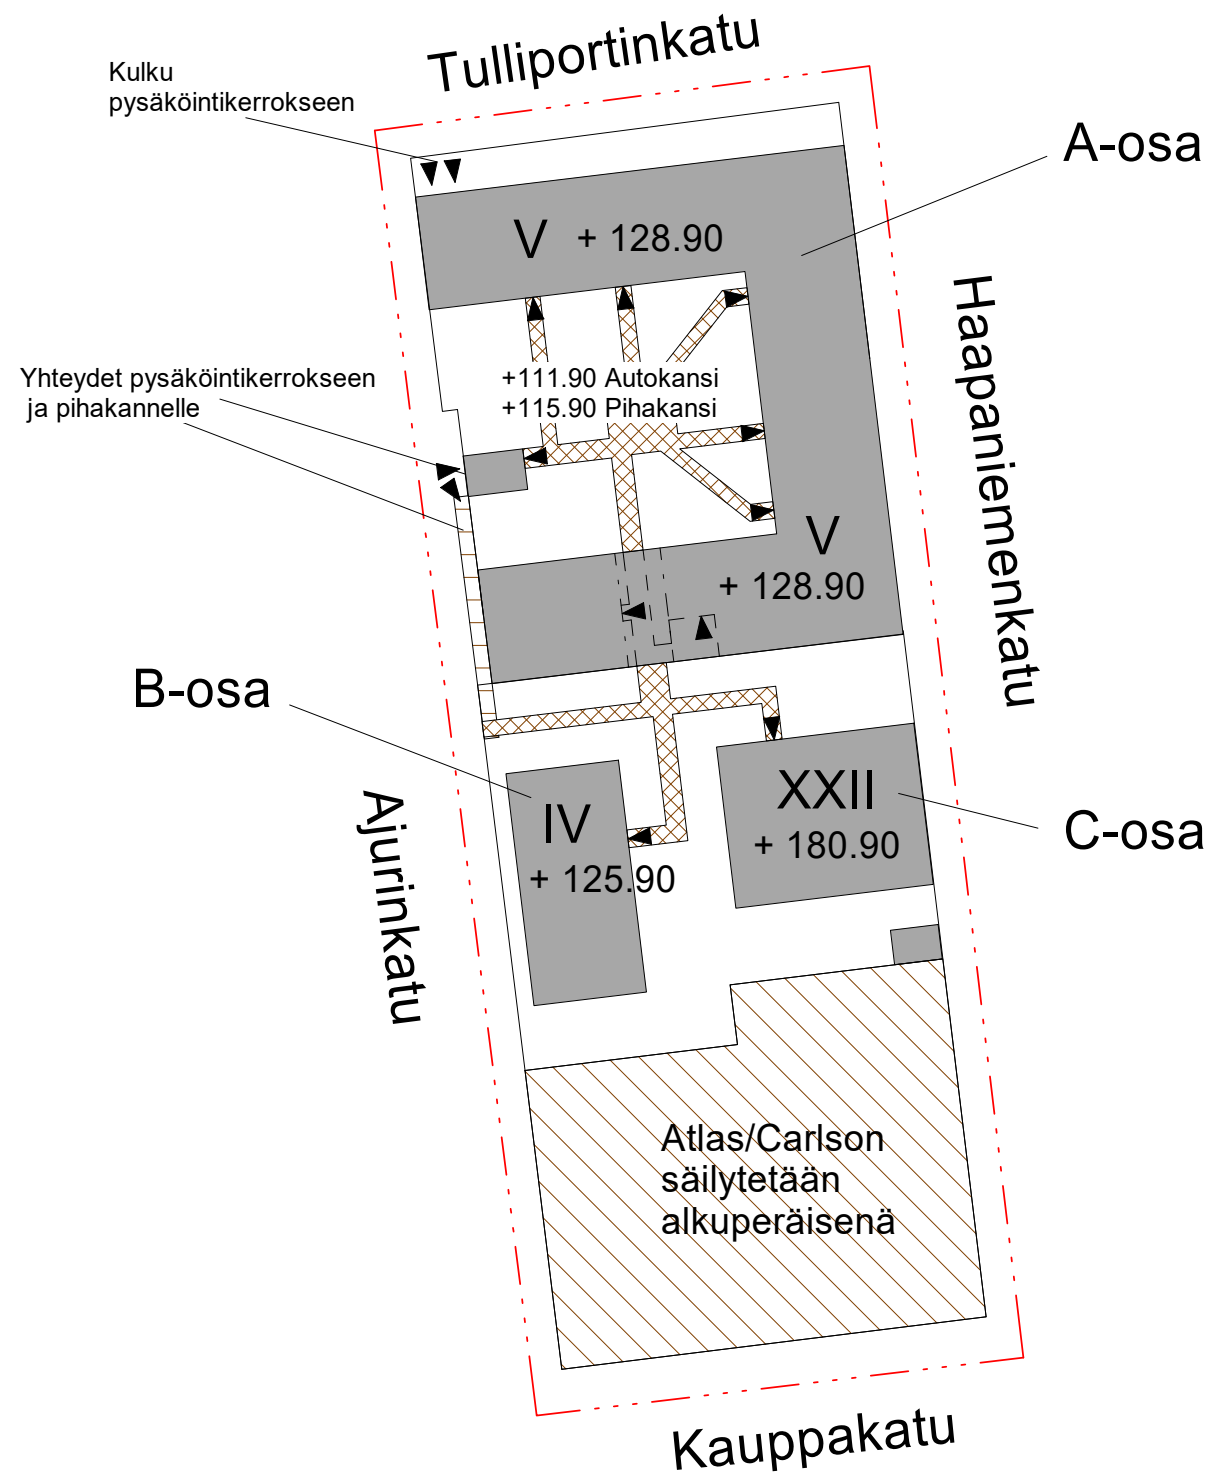 Tulliportinkatu
Kulku
pysäköintikerrokseen
A-osa
V + 128.90
Haapaniemenkatu
Yhteydet pysäköintikerrokseen
ja pihakannelle
+111.90 Autokansi
+115.90 Pihakansi
V
+ 128.90
B-osa
Ajurinkatu
IV
+ 125.90
XXII
+ 180.90
C-osa
Atlas/Carlson
säilytetään
alkuperäisenä
Kauppakatu